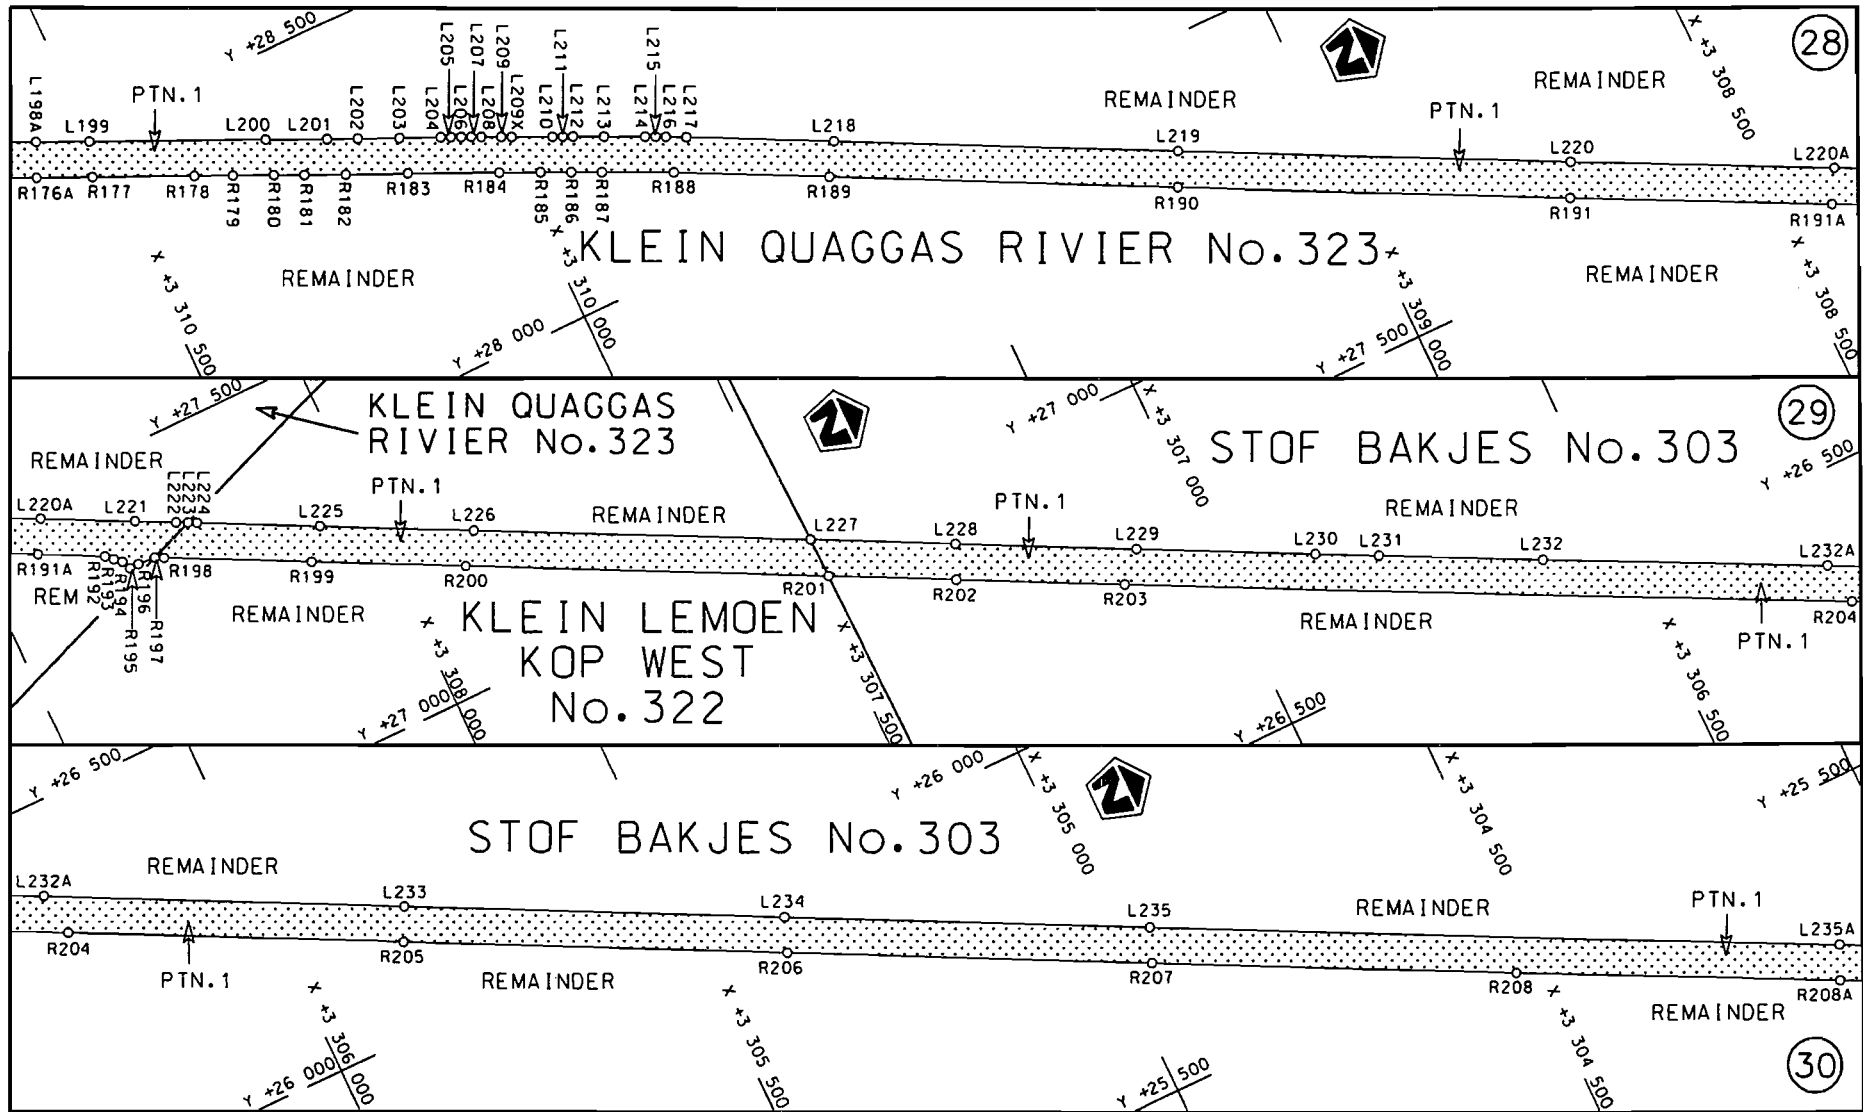 28
Y +28 500
X +3 308 500
REMAINDER
REMAINDER
PTN.1
PTN.1
L198A
L199
L200
L201
L202
L203
L204
L205
L206
L207
L208
L209
L209X
L210
L211
L212
L213
L214
L215
L216
L217
L218
L219
L220
L220A
R176A
R177
R178
R179
R180
R181
R182
R183
R184
R185
R186
R187
R188
R189
R190
R191
R191A
KLEIN QUAGGAS RIVIER No.323
REMAINDER
REMAINDER
X +3 310 500
Y +28 000
X +3 310 000
Y +27 500
X +3 309 000
X +3 308 500
29
Y +27 500
KLEIN QUAGGAS
RIVIER No.323
Y +27 000
X +3 307 000
STOF BAKJES No.303
Y +26 500
REMAINDER
PTN.1
REMAINDER
PTN.1
REMAINDER
L220A
L221
L222
L223
L224
L225
L226
L227
L228
L229
L230
L231
L232
L232A
R191A
R192
R193
R194
R195
R196
R197
R198
R199
R200
R201
R202
R203
R204
REM
REMAINDER
KLEIN LEMOEN
KOP WEST
No.322
REMAINDER
PTN.1
Y +27 000
X +3 308 000
X +3 307 500
Y +26 500
X +3 306 500
Y +26 500
Y +26 000
X +3 305 000
X +3 304 500
Y +25 500
STOF BAKJES No.303
REMAINDER
REMAINDER
PTN.1
L232A
L233
L234
L235
L235A
R204
R205
R206
R207
R208
R208A
PTN.1
REMAINDER
REMAINDER
Y +26 000
X +3 306 000
X +3 305 500
Y +25 500
X +3 304 500
30